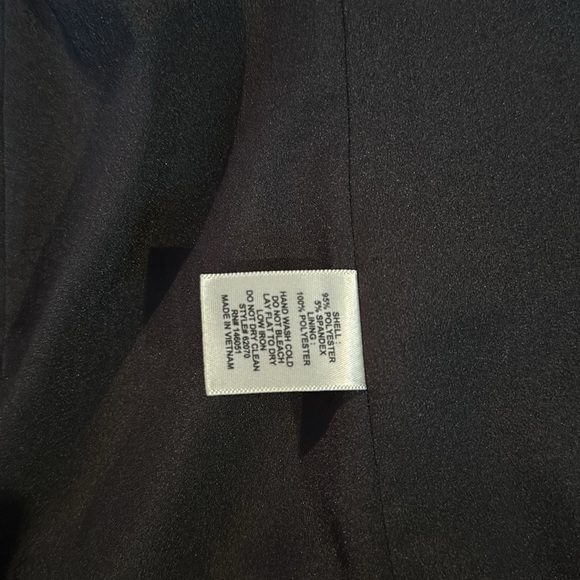 SHELL :
95% POLYESTER
5% SPANDEX
LINING :
100% POLYESTER
HAND WASH COLD
DO NOT BLEACH
LAY FLAT TO DRY
LOW IRON
DO NOT DRY CLEAN
STYLE# 62070
RN# 146051
MADE IN VIETNAM